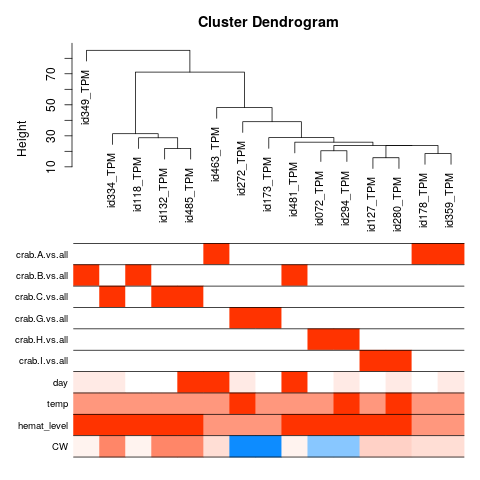 Cluster Dendrogram
Height
10
30
50
70
id349_TPM
id334_TPM
id118_TPM
id132_TPM
id485_TPM
id463_TPM
id272_TPM
id173_TPM
id481_TPM
id072_TPM
id294_TPM
id127_TPM
id280_TPM
id178_TPM
id359_TPM
crab.A.vs.all
crab.B.vs.all
crab.C.vs.all
crab.G.vs.all
crab.H.vs.all
crab.I.vs.all
day
temp
hemat_level
CW